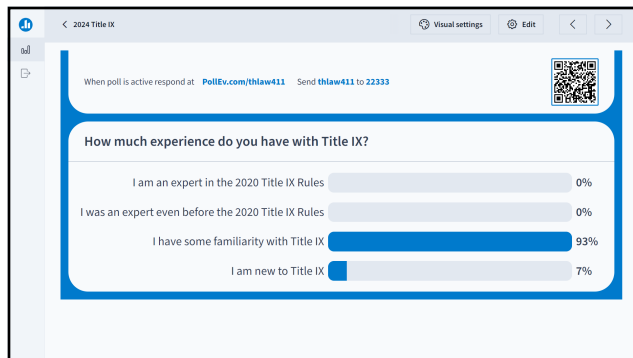 2024 Title IX
Visual settings
Edit
When poll is active respond at PollEv.com/thlaw411 Send thlaw411 to 22333
How much experience do you have with Title IX?
I am an expert in the 2020 Title IX Rules 0%
I was an expert even before the 2020 Title IX Rules 0%
I have some familiarity with Title IX 93%
I am new to Title IX 7%